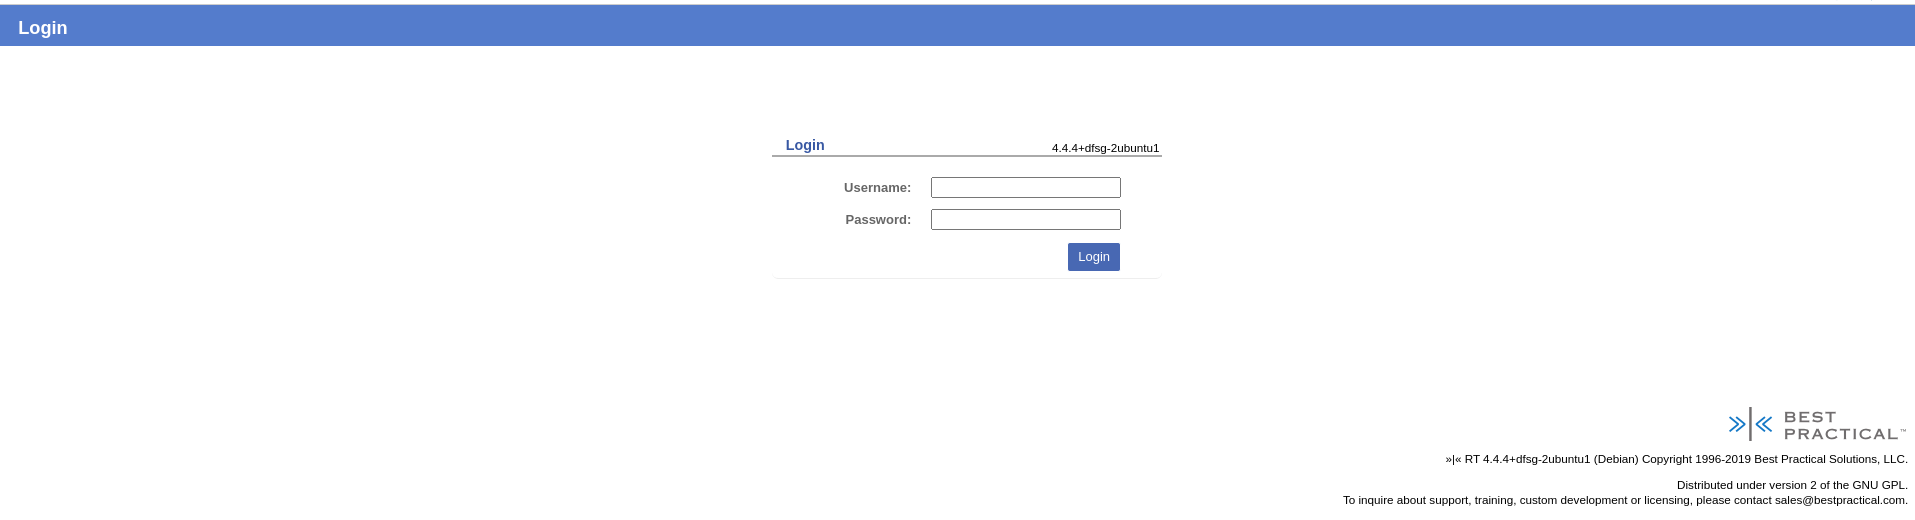 Login
Login 4.4.4+dfsg-2ubuntu1
Username:
Password:
Login
BEST
PRACTICAL™
»|« RT 4.4.4+dfsg-2ubuntu1 (Debian) Copyright 1996-2019 Best Practical Solutions, LLC.
Distributed under version 2 of the GNU GPL.
To inquire about support, training, custom development or licensing, please contact sales@bestpractical.com.